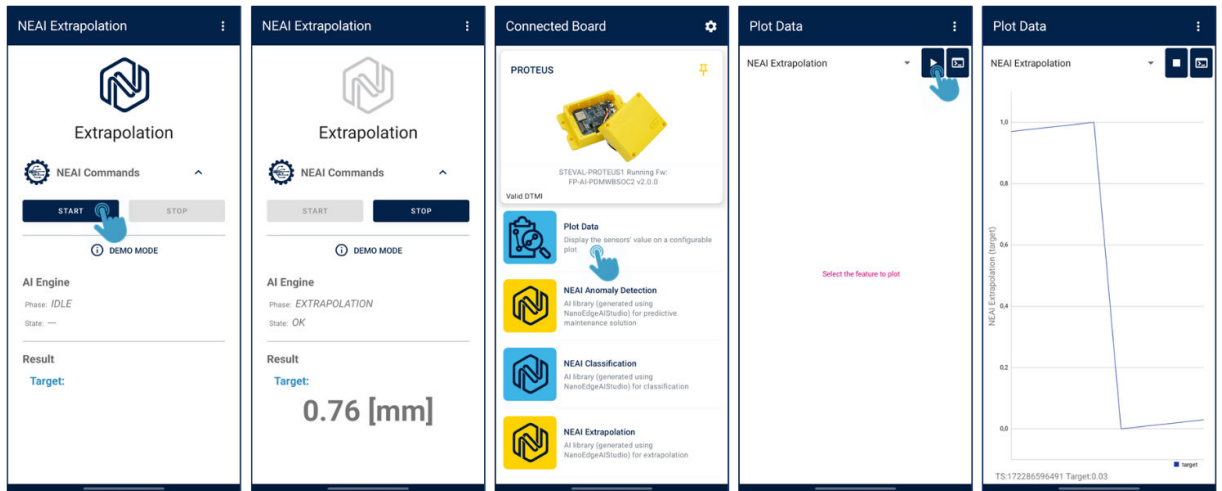 NEAI Extrapolation
Extrapolation
NEAI Commands
START
STOP
DEMO MODE
AI Engine
Phase: IDLE
State: —
Result
Target:
NEAI Extrapolation
Extrapolation
NEAI Commands
START
STOP
DEMO MODE
AI Engine
Phase: EXTRAPOLATION
State: OK
Result
Target:
0.76 [mm]
Connected Board
PROTEUS
STEVAL-PROTEUS1 Running Fw:
FP-AI-PDMWBSOC2 v2.0.0
Valid DTMI
Plot Data
Display the sensors' value on a configurable
plot
NEAI Anomaly Detection
AI library (generated using
NanoEdgeAIStudio) for predictive
maintenance solution
NEAI Classification
AI library (generated using
NanoEdgeAIStudio) for classification
NEAI Extrapolation
AI library (generated using
NanoEdgeAIStudio) for extrapolation
Plot Data
NEAI Extrapolation
Select the feature to plot
Plot Data
NEAI Extrapolation
NEAI Extrapolation (target)
1,0
0,8
0,6
0,4
0,2
0,0
target
TS:172286596491 Target:0.03